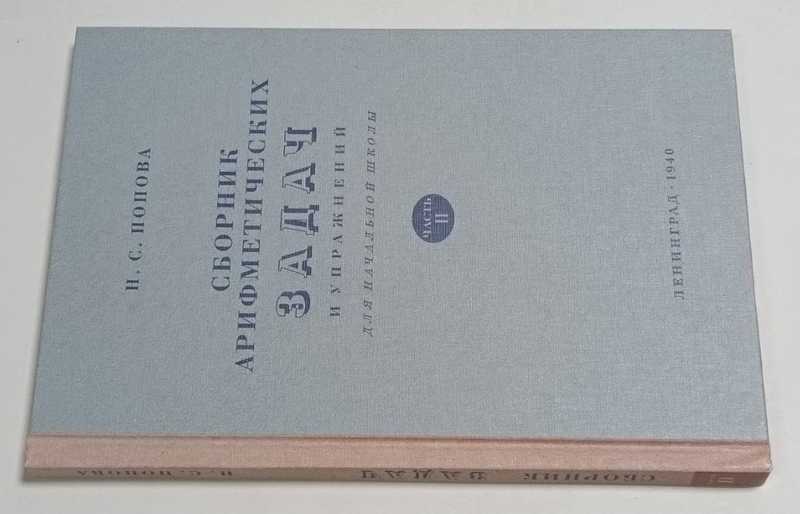 Н. С. ПОПОВА
СБОРНИК
АРИФМЕТИЧЕСКИХ
ЗАДАЧ
И УПРАЖНЕНИЙ
ДЛЯ НАЧАЛЬНОЙ ШКОЛЫ
ЧАСТЬ
II
ЛЕНИНГРАД · 1940
Н. С. ПОПОВА
ЗАДАЧ
СБОРНИК
II